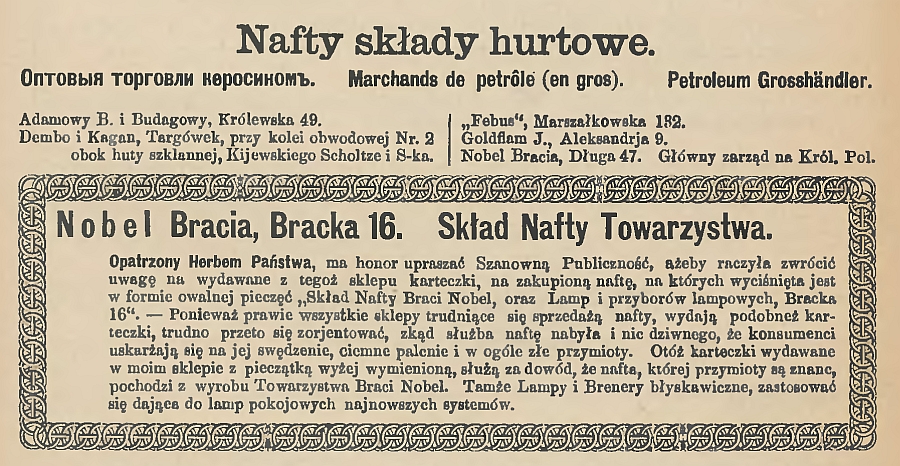 Nafty składy hurtowe.
Оптовыя торговли керосиномъ. Marchands de petrôle (en gros). Petroleum Grosshändler.
Adamowy B. i Budagowy, Królewska 49.
Dembo i Kagan, Targówek, przy kolei obwodowej Nr. 2
obok huty szklannej, Kijewskiego Scholtze i S-ka.
„Febus“, Marszałkowska 132.
Goldflam J., Aleksandrja 9.
Nobel Bracia, Długa 47. Główny zarząd na Król. Pol.
Nobel Bracia, Bracka 16. Skład Nafty Towarzystwa.
Opatrzony Herbem Państwa, ma honor upraszać Szanowną Publiczność, ażeby raczyła zwrócić
uwagę na wydawane z tegoż sklepu karteczki, na zakupioną naftę, na których wyciśnięta jest
w formie owalnej pieczęć „Skład Nafty Braci Nobel, oraz Lamp i przyborów lampowych, Bracka
16“. — Ponieważ prawie wszystkie sklepy trudniące się sprzedażą nafty, wydają podobneż kar-
teczki, trudno przeto się zorjentować, zkąd służba naftę nabyła i nic dziwnego, że konsumenci
uskarżają się na jej swędzenie, ciemne palenie i w ogóle złe przymioty. Otóż karteczki wydawane
w moim sklepie z pieczątką wyżej wymienioną, służą za dowód, że nafta, której przymioty są znane,
pochodzi z wyrobu Towarzystwa Braci Nobel. Tamże Lampy i Brenery błyskawiczne, zastosować
się dające do lamp pokojowych najnowszych systemów.